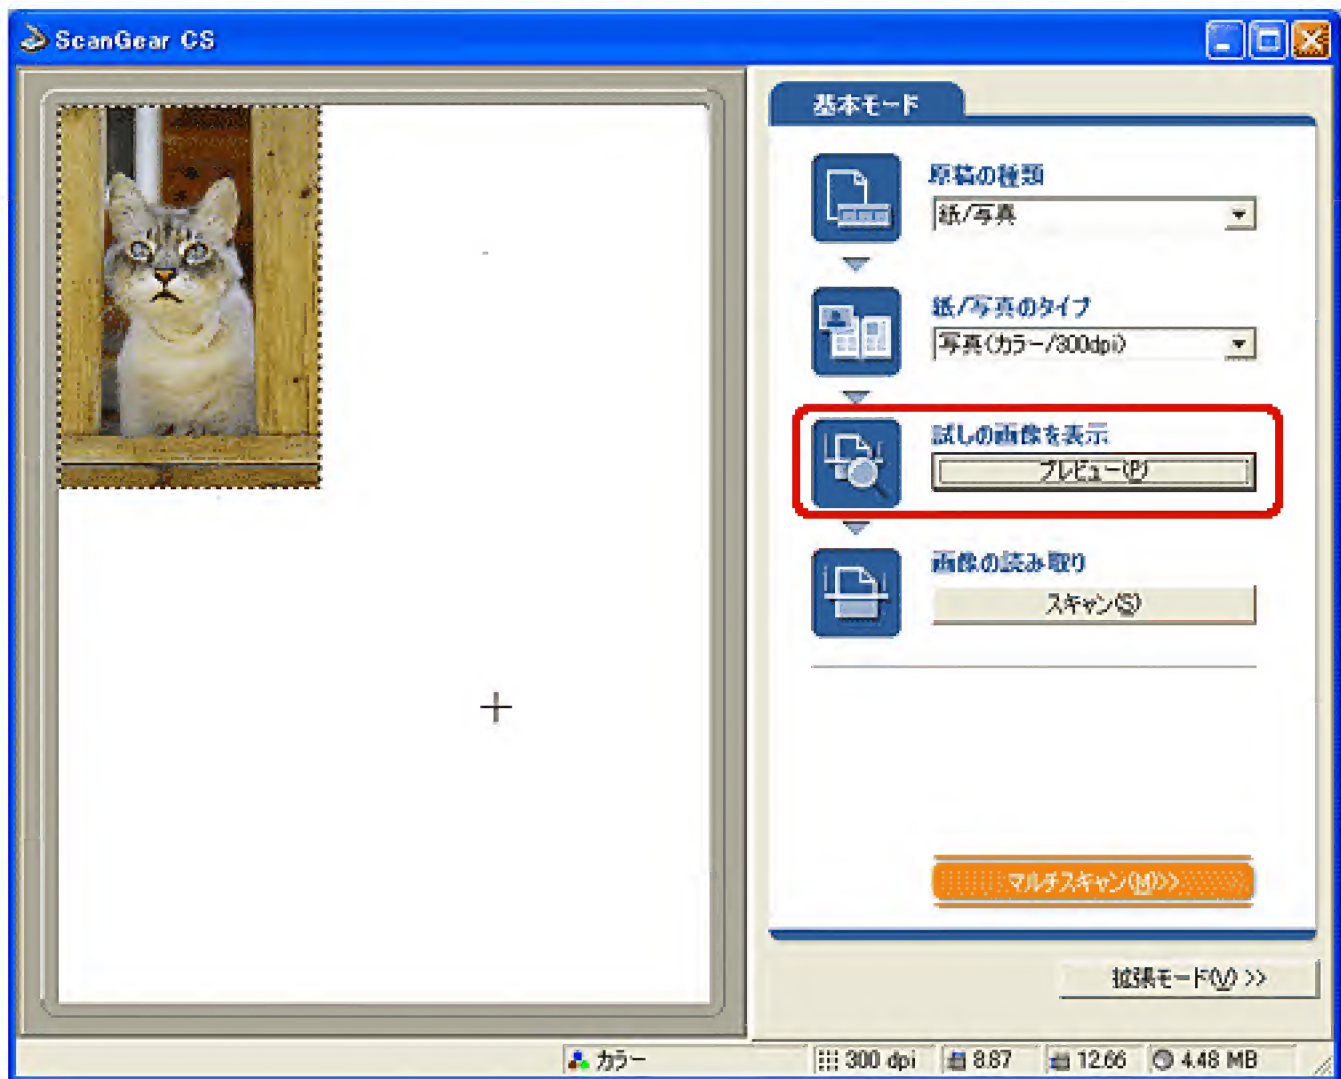 ScanGear CS
基本モード
原稿の種類
紙/写真
紙/写真のタイプ
写真(カラー/300dpi)
試しの画像を表示
プレビュー(P)
画像の読み取り
スキャン(S)
マルチスキャン(M)>>
拡張モード(V) >>
カラー 300 dpi 8.87 12.66 4.48 MB